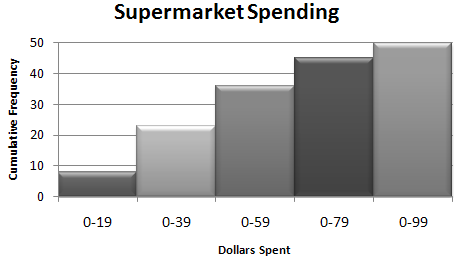 Supermarket Spending
Cumulative Frequency
50
40
30
20
10
0
0-19 0-39 0-59 0-79 0-99
Dollars Spent